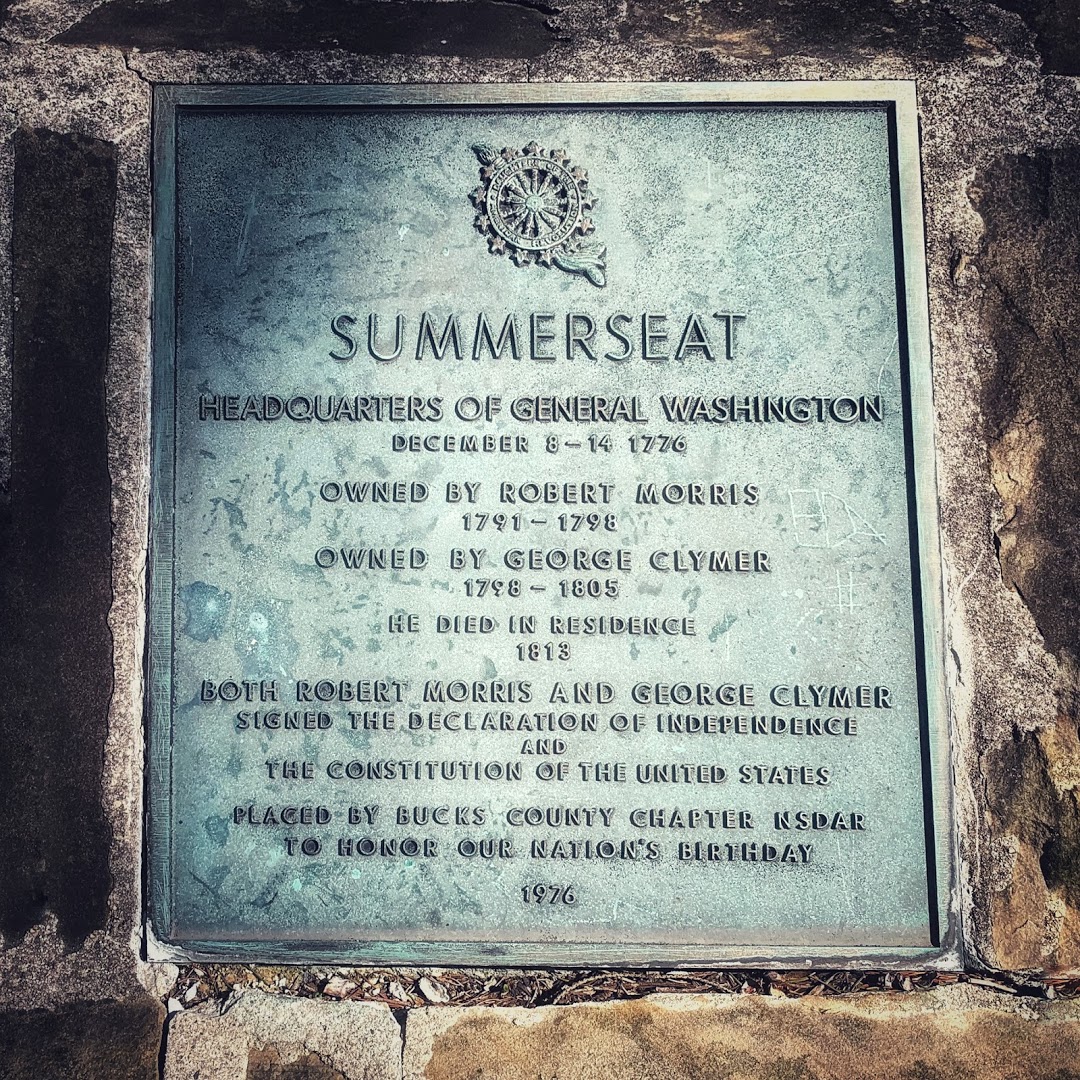 SUMMERSEAT
HEADQUARTERS OF GENERAL WASHINGTON
DECEMBER 8–14 1776
OWNED BY ROBERT MORRIS
1791–1798
OWNED BY GEORGE CLYMER
1798–1805
HE DIED IN RESIDENCE
1813
BOTH ROBERT MORRIS AND GEORGE CLYMER
SIGNED THE DECLARATION OF INDEPENDENCE
AND
THE CONSTITUTION OF THE UNITED STATES
PLACED BY BUCKS COUNTY CHAPTER NSDAR
TO HONOR OUR NATION'S BIRTHDAY
1976